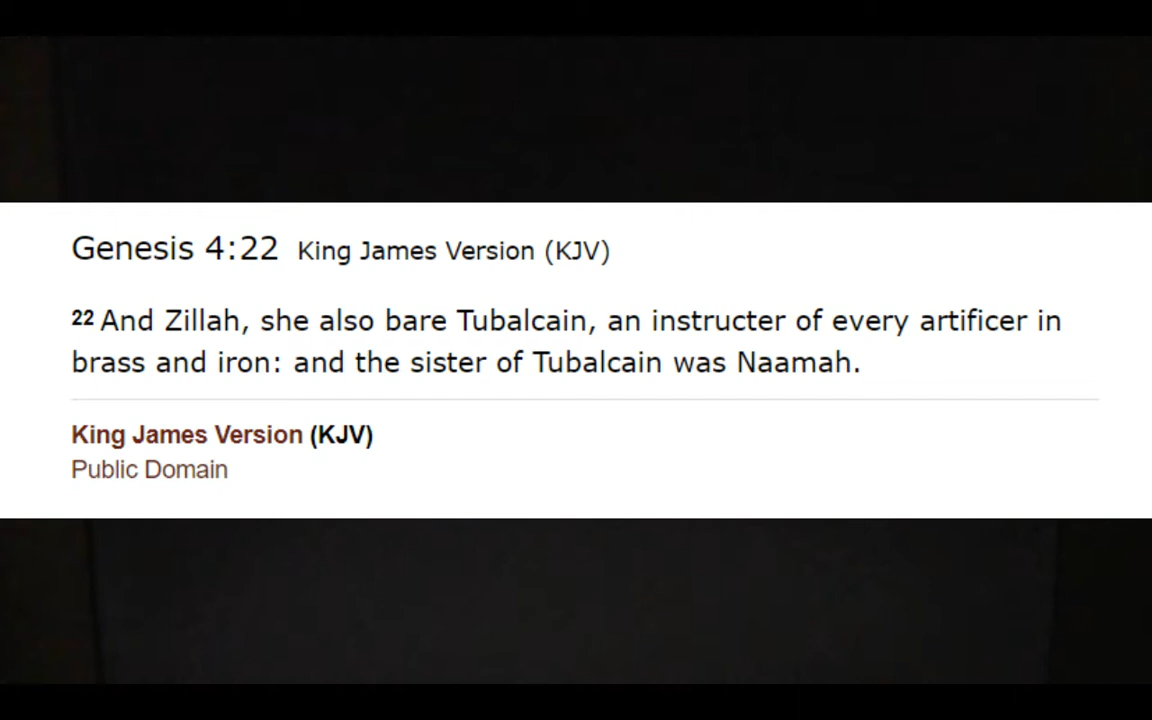 Genesis 4:22 King James Version (KJV)
22 And Zillah, she also bare Tubalcain, an instructer of every artificer in
brass and iron: and the sister of Tubalcain was Naamah.
King James Version (KJV)
Public Domain